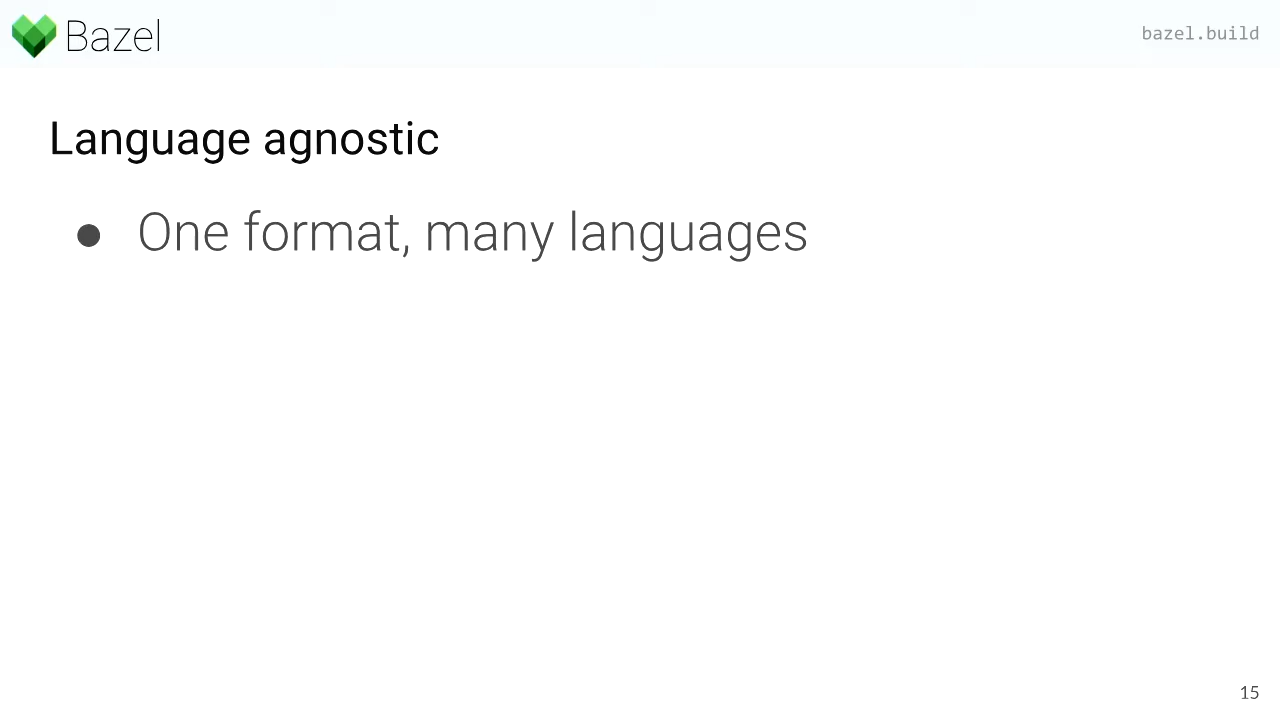 Bazel
bazel.build
Language agnostic
● One format, many languages
15